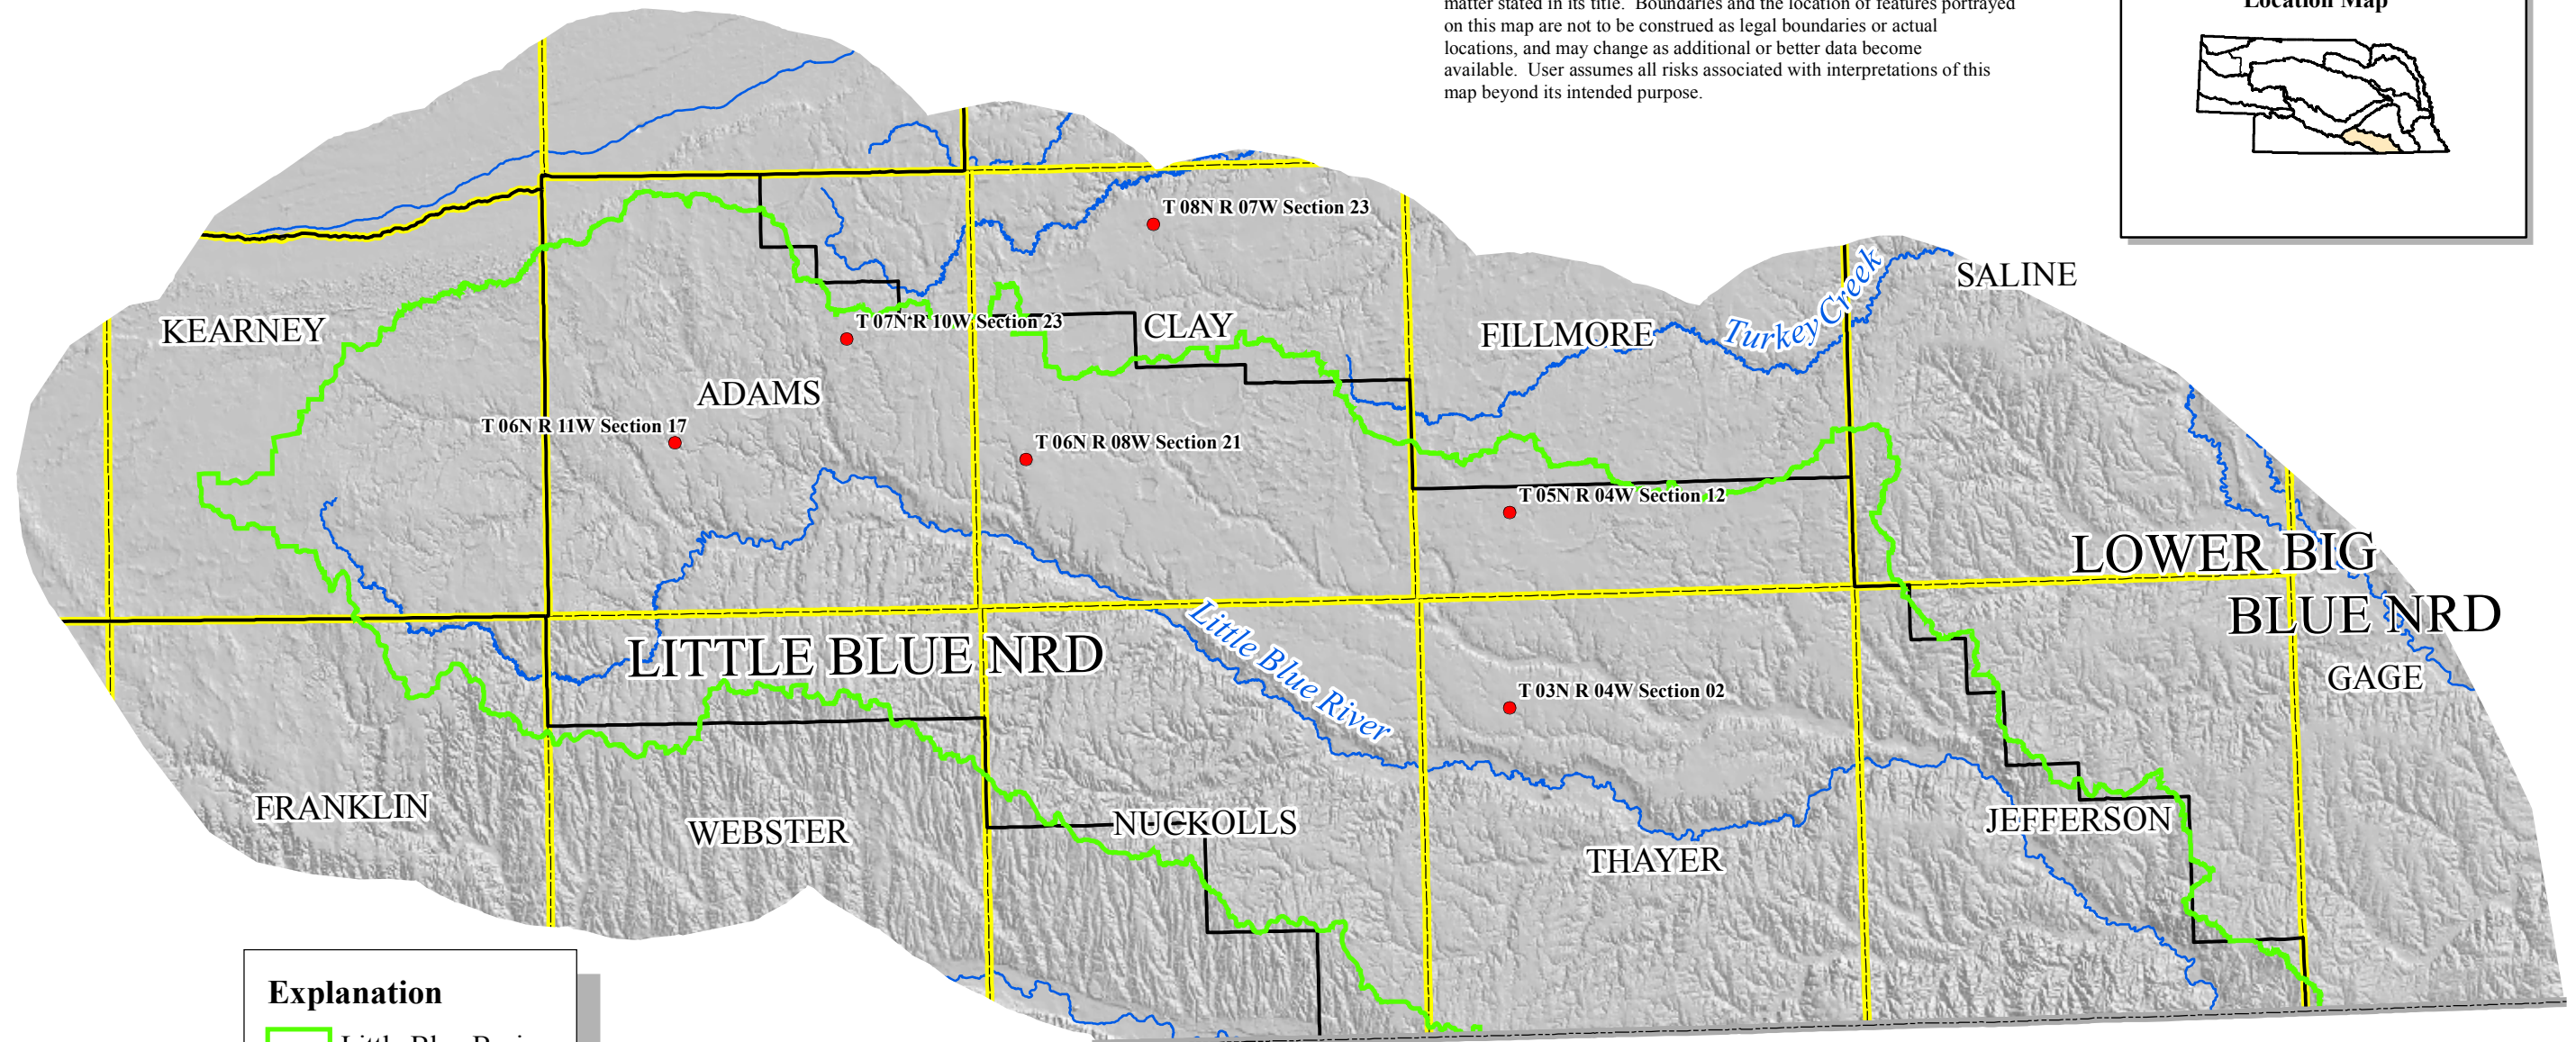 matter stated in its title. Boundaries and the location of features portrayed
on this map are not to be construed as legal boundaries or actual
locations, and may change as additional or better data become
available. User assumes all risks associated with interpretations of this
map beyond its intended purpose.
Location Map
T 08N R 07W Section 23
SALINE
KEARNEY
T 07N R 10W Section 23
CLAY
FILLMORE
Turkey Creek
ADAMS
T 06N R 11W Section 17
T 06N R 08W Section 21
T 05N R 04W Section 12
LOWER BIG
BLUE NRD
LITTLE BLUE NRD
Little Blue River
GAGE
T 03N R 04W Section 02
FRANKLIN
WEBSTER
NUCKOLLS
JEFFERSON
THAYER
Explanation
Little Blue Basin